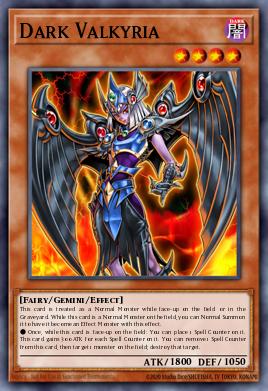 DARK VALKYRIA
DARK
闇
[FAIRY/GEMINI/EFFECT]
This card is treated as a Normal Monster while face-up on the field or in the
Graveyard. While this card is a Normal Monster on the field, you can Normal Summon
it to have it become an Effect Monster with this effect.
● Once, while this card is face-up on the field: You can place 1 Spell Counter on it.
This card gains 300 ATK for each Spell Counter on it. You can remove 1 Spell Counter
from this card, then target 1 monster on the field; destroy that target.
ATK/1800 DEF/1050